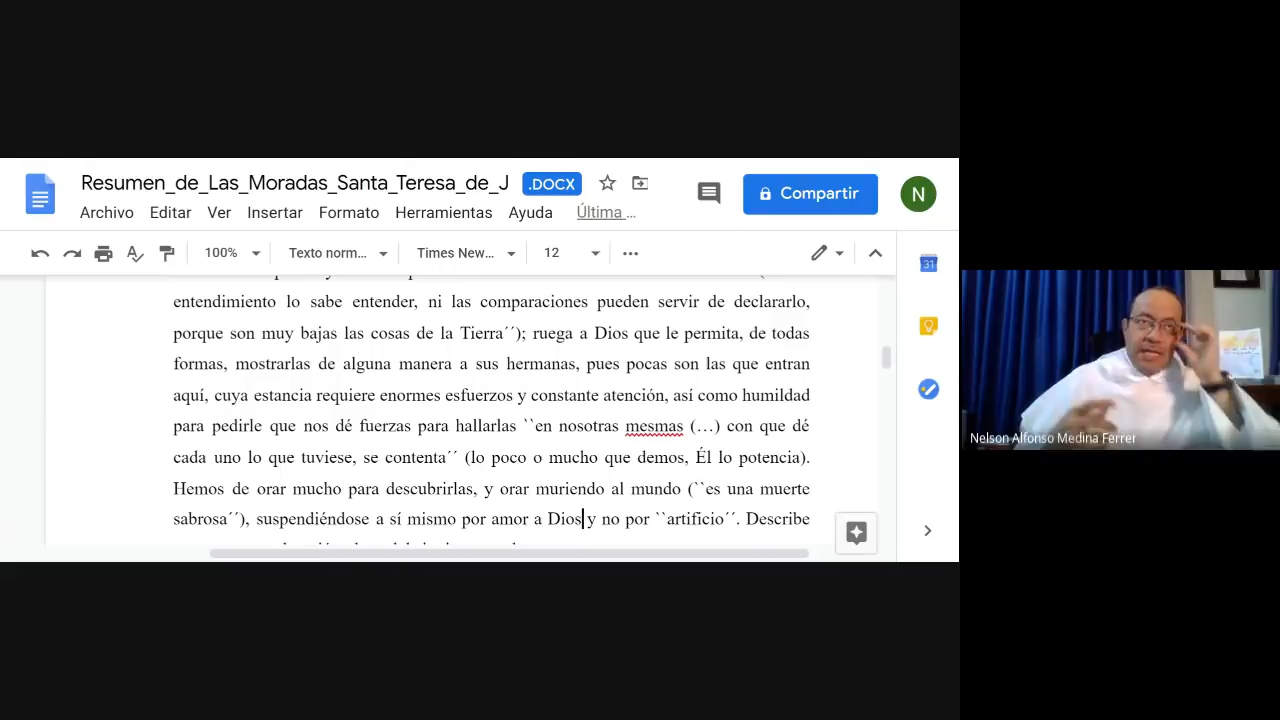 Resumen_de_Las_Moradas_Santa_Teresa_de_J .DOCX
Archivo Editar Ver Insertar Formato Herramientas Ayuda Última ...
Compartir
N
100% Texto norm... Times New... 12
31
entendimiento lo sabe entender, ni las comparaciones pueden servir de declararlo,
porque son muy bajas las cosas de la Tierra´´); ruega a Dios que le permita, de todas
formas, mostrarlas de alguna manera a sus hermanas, pues pocas son las que entran
aquí, cuya estancia requiere enormes esfuerzos y constante atención, así como humildad
para pedirle que nos dé fuerzas para hallarlas ``en nosotras mesmas (…) con que dé
cada uno lo que tuviese, se contenta´´ (lo poco o mucho que demos, Él lo potencia).
Hemos de orar mucho para descubrirlas, y orar muriendo al mundo (``es una muerte
sabrosa´´), suspendiéndose a sí mismo por amor a Dios y no por ``artificio´´. Describe
Nelson Alfonso Medina Ferrer